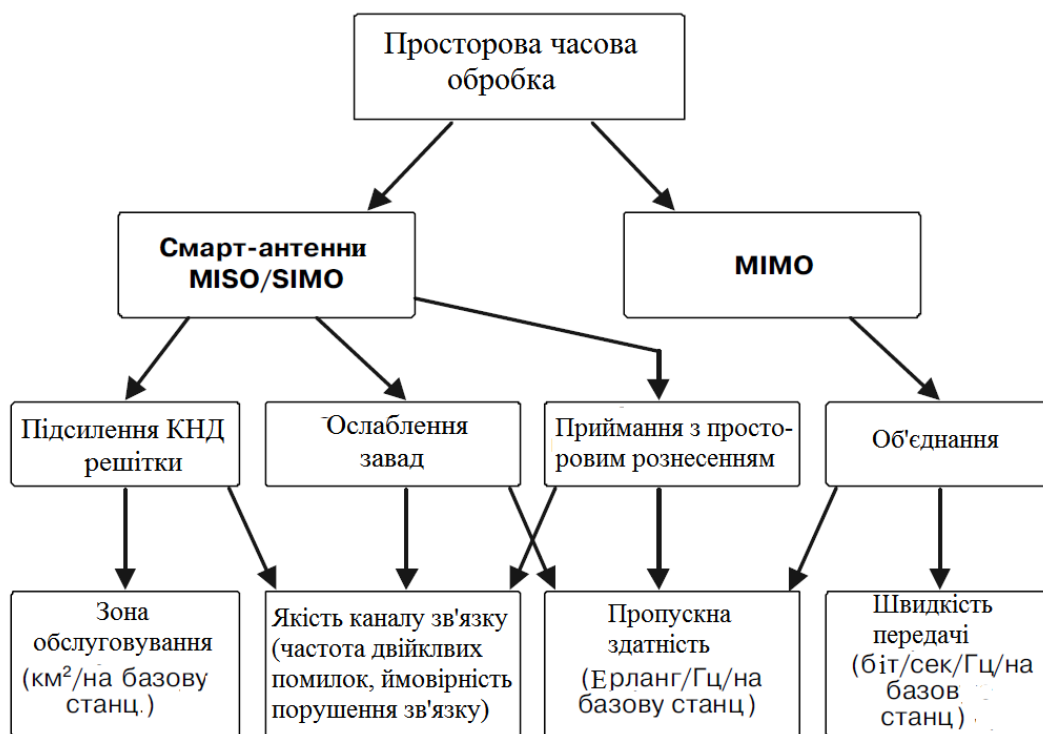 Просторова часова
обробка
Смарт-антенни
MISO/SIMO
MIMO
Підсилення КНД
решітки
Ослаблення
завад
Приймання з просто-
ровим рознесенням
Об'єднання
Зона
обслуговування
(км²/на базову
станц.)
Якість каналу зв'язку
(частота двійклвих
помилок, ймовірність
порушення зв'язку)
Пропускна
здатність
(Ерланг/Гц/на
базову станц)
Швидкість
передачі
(біт/сек/Гц/на
базов
станц)